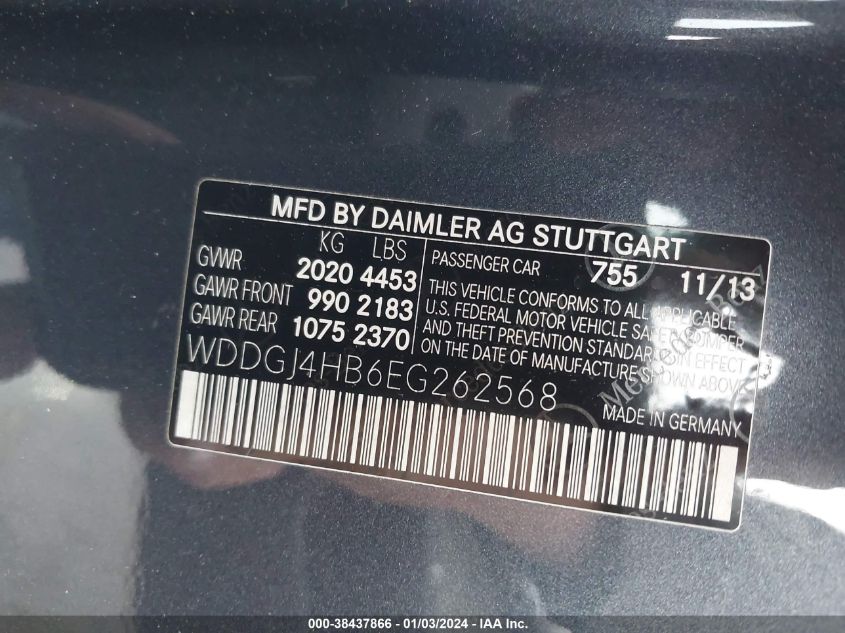 MFD BY DAIMLER AG STUTTGART
KG LBS
GVWR 2020 4453
GAWR FRONT 990 2183
GAWR REAR 1075 2370
PASSENGER CAR 755 11/13
THIS VEHICLE CONFORMS TO ALL APPLICABLE
U.S. FEDERAL MOTOR VEHICLE SAFETY, BUMPER
AND THEFT PREVENTION STANDARDS IN EFFECT
ON THE DATE OF MANUFACTURE SHOWN ABOVE
WDDGJ4HB6EG262568
MADE IN GERMANY
Mercedes-Benz
000-38437866 - 01/03/2024 - IAA Inc.